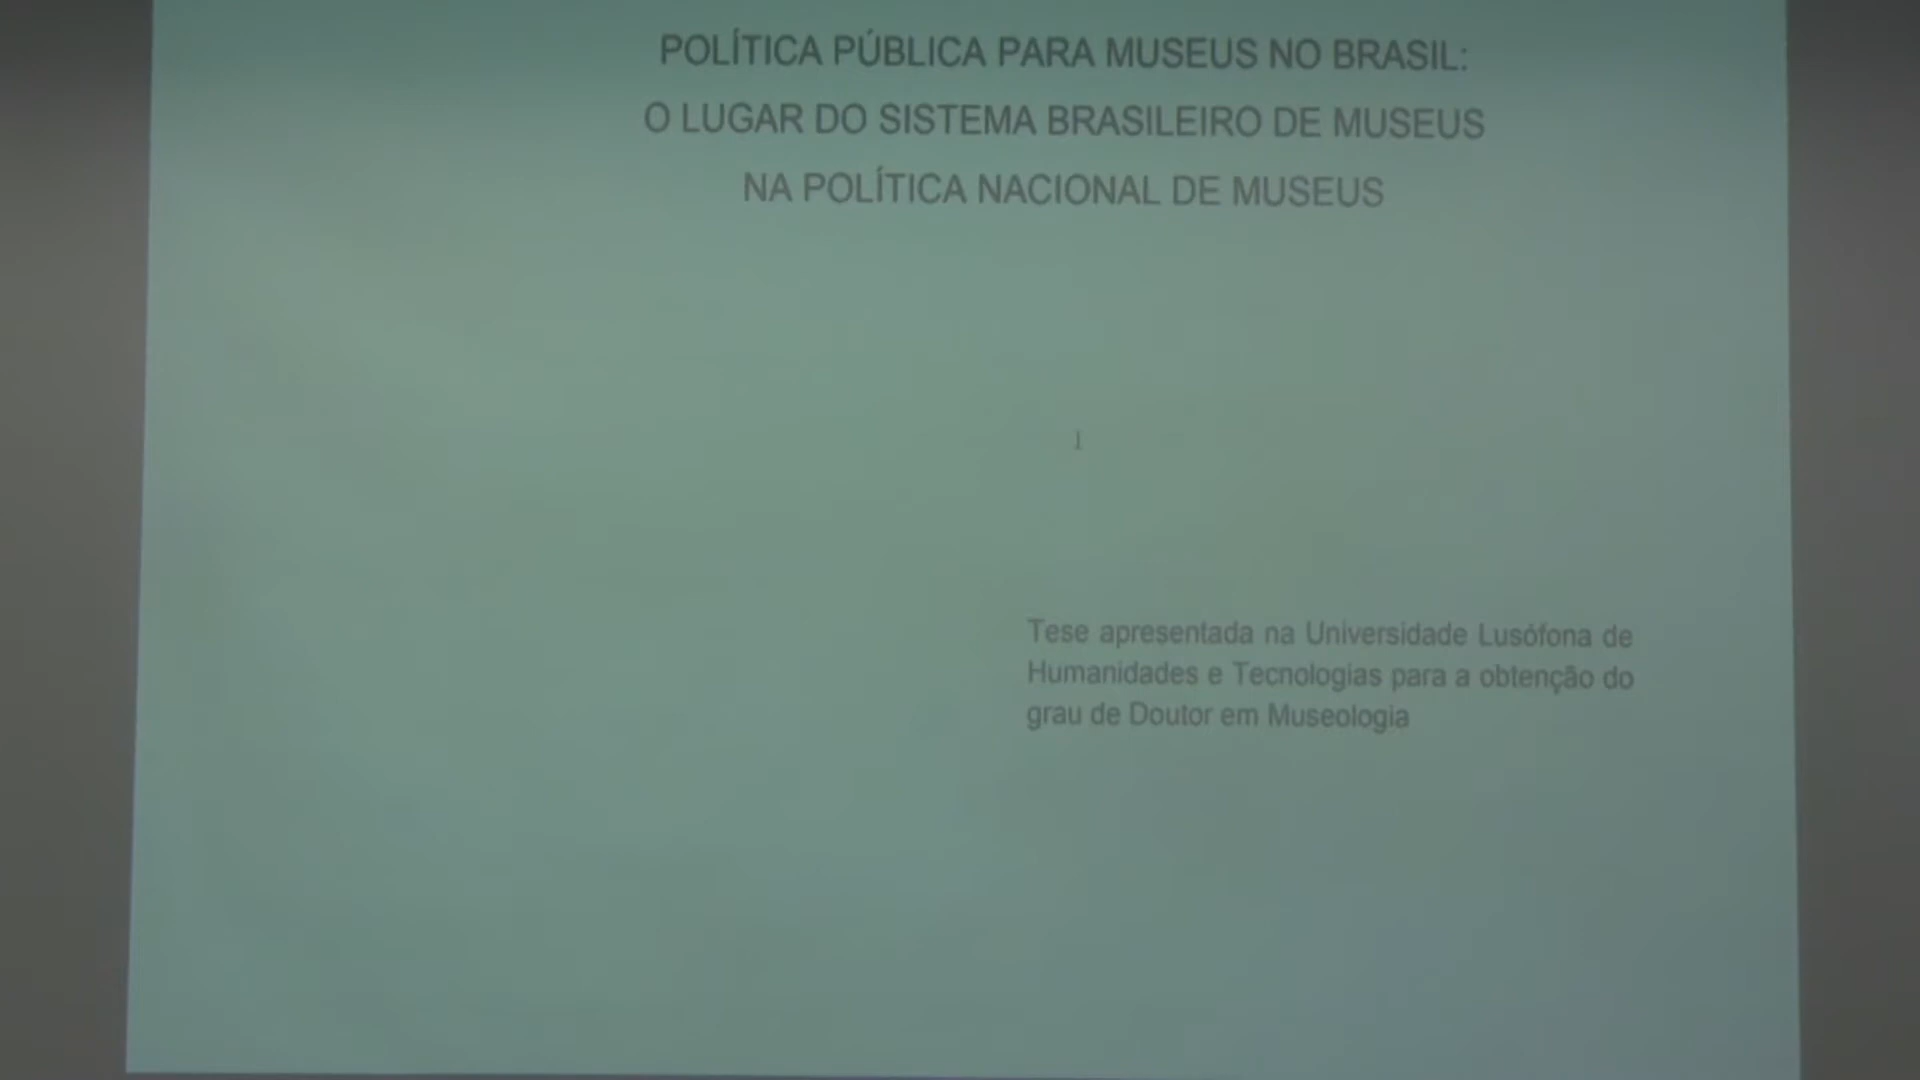 POLÍTICA PÚBLICA PARA MUSEUS NO BRASIL:
O LUGAR DO SISTEMA BRASILEIRO DE MUSEUS
NA POLÍTICA NACIONAL DE MUSEUS
Tese apresentada na Universidade Lusófona de
Humanidades e Tecnologias para a obtenção do
grau de Doutor em Museologia